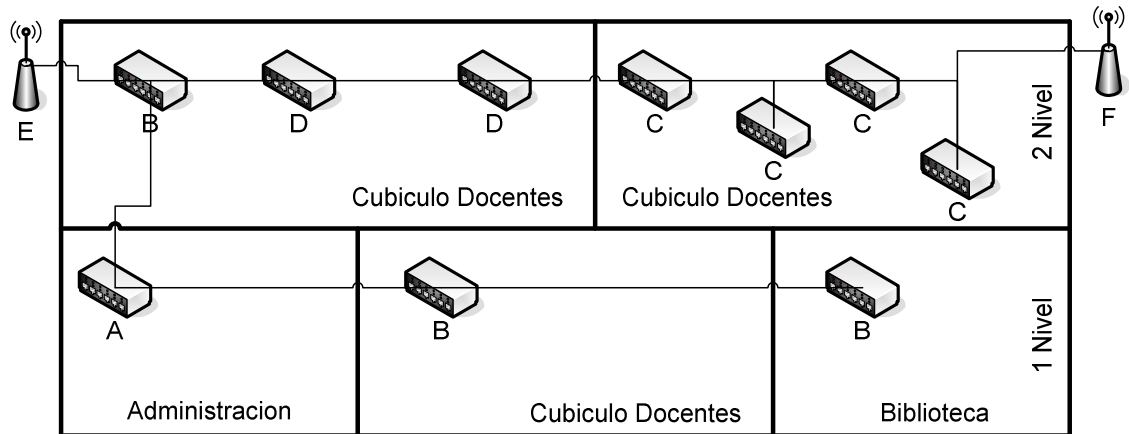 E
B
D
D
C
C
C
C
F
2 Nivel
Cubiculo Docentes
Cubiculo Docentes
A
B
B
1 Nivel
Administracion
Cubiculo Docentes
Biblioteca